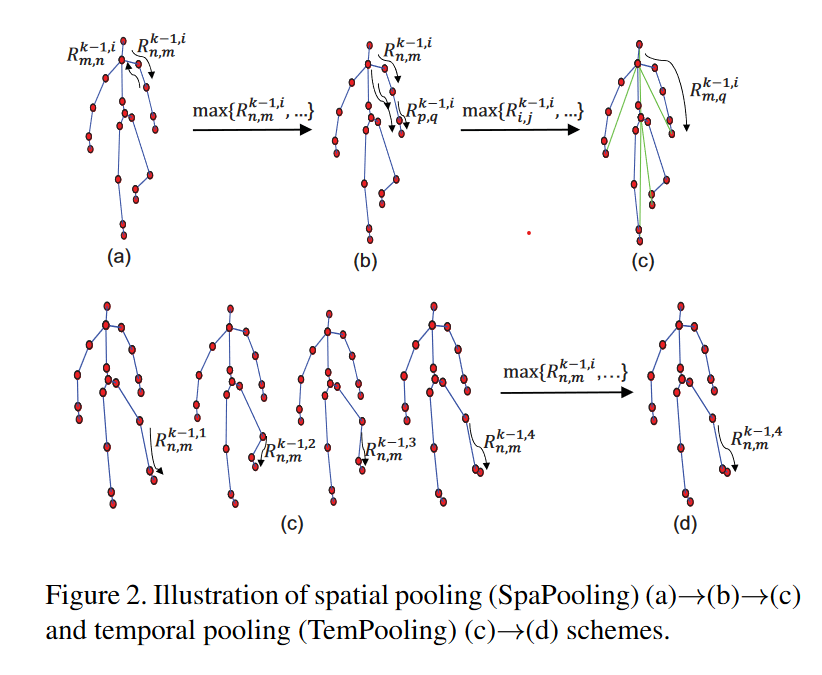 R_{m,n}^{k−1,i} R_{n,m}^{k−1,i} R_{n,m}^{k−1,i} R_{m,q}^{k−1,i}
max{R_{n,m}^{k−1,i}, ...} R_{p,q}^{k−1,i} max{R_{i,j}^{k−1,i}, ...}
(a) (b) (c)
max{R_{n,m}^{k−1,i}, ...}
R_{n,m}^{k−1,1} R_{n,m}^{k−1,2} R_{n,m}^{k−1,3} R_{n,m}^{k−1,4} R_{n,m}^{k−1,4}
(c) (d)
Figure 2. Illustration of spatial pooling (SpaPooling) (a)→(b)→(c)
and temporal pooling (TemPooling) (c)→(d) schemes.